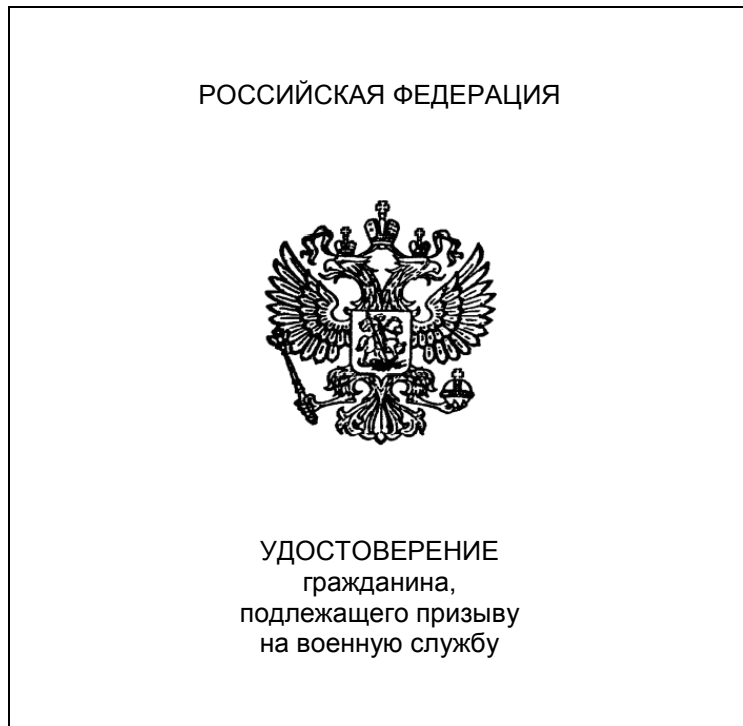 РОССИЙСКАЯ ФЕДЕРАЦИЯ
УДОСТОВЕРЕНИЕ
гражданина,
подлежащего призыву
на военную службу